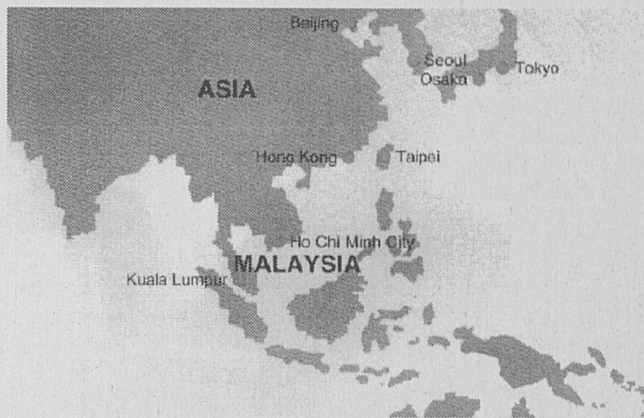 Beijing
Seoul
Osaka
Tokyo
ASIA
Hong Kong
Taipei
Ho Chi Minh City
MALAYSIA
Kuala Lumpur